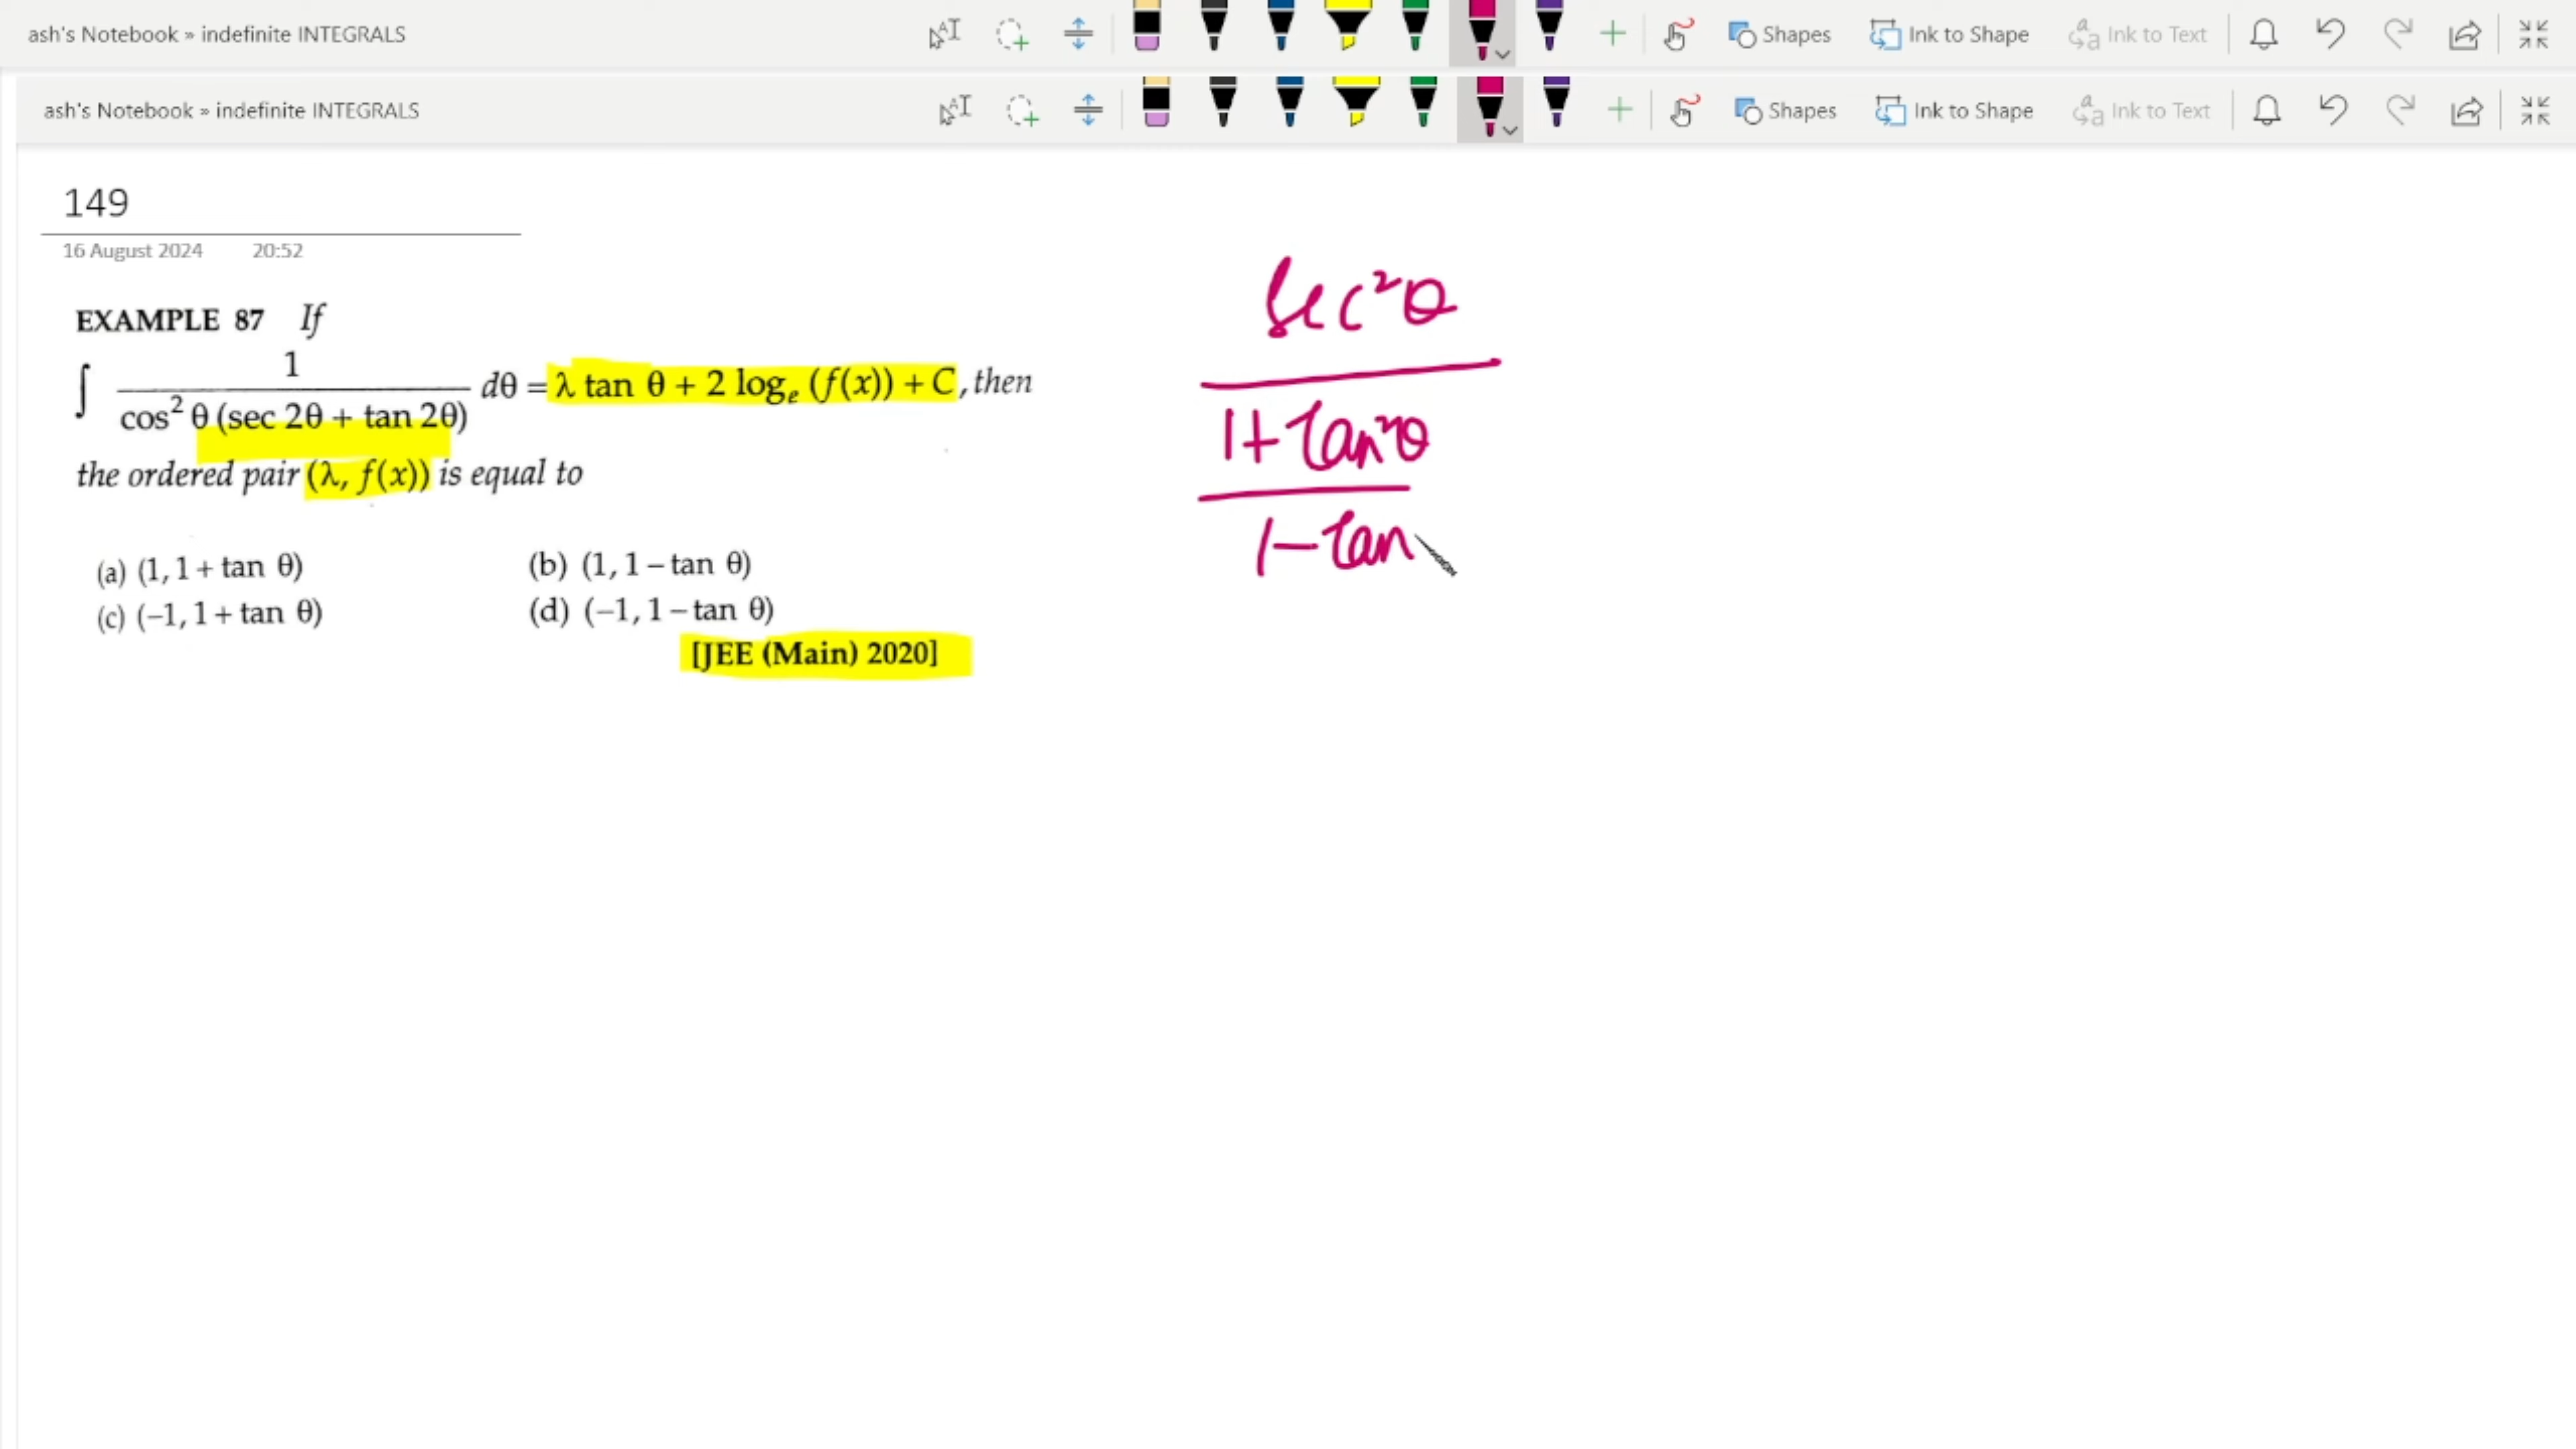 ash's Notebook » indefinite INTEGRALS
Shapes Ink to Shape Ink to Text
ash's Notebook » indefinite INTEGRALS
Shapes Ink to Shape Ink to Text
149
16 August 2024 20:52
EXAMPLE 87 If
∫ 1 / cos² θ (sec 2θ + tan 2θ) dθ = λ tan θ + 2 logₑ (f(x)) + C, then
the ordered pair (λ, f(x)) is equal to
(a) (1, 1 + tan θ) (b) (1, 1 – tan θ)
(c) (–1, 1 + tan θ) (d) (–1, 1 – tan θ)
[JEE (Main) 2020]
sec²θ
1+tan²θ
1-tan